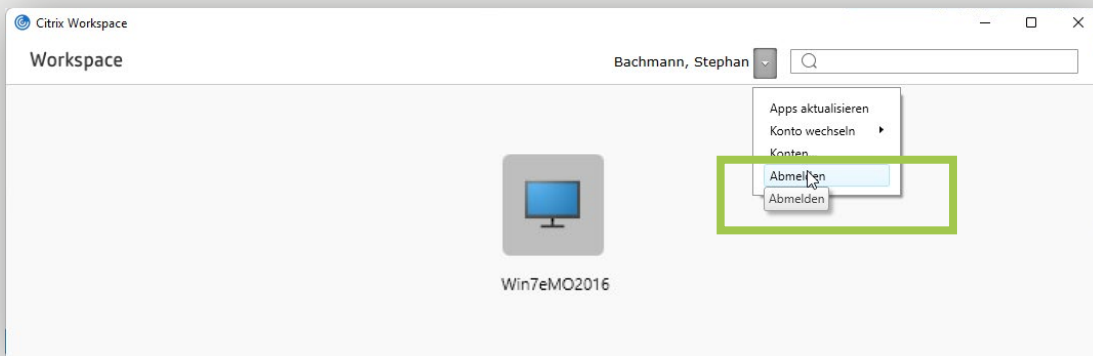 Citrix Workspace
Workspace
Bachmann, Stephan
Apps aktualisieren
Konto wechseln
Konten...
Abmelden
Abmelden
Win7eMO2016